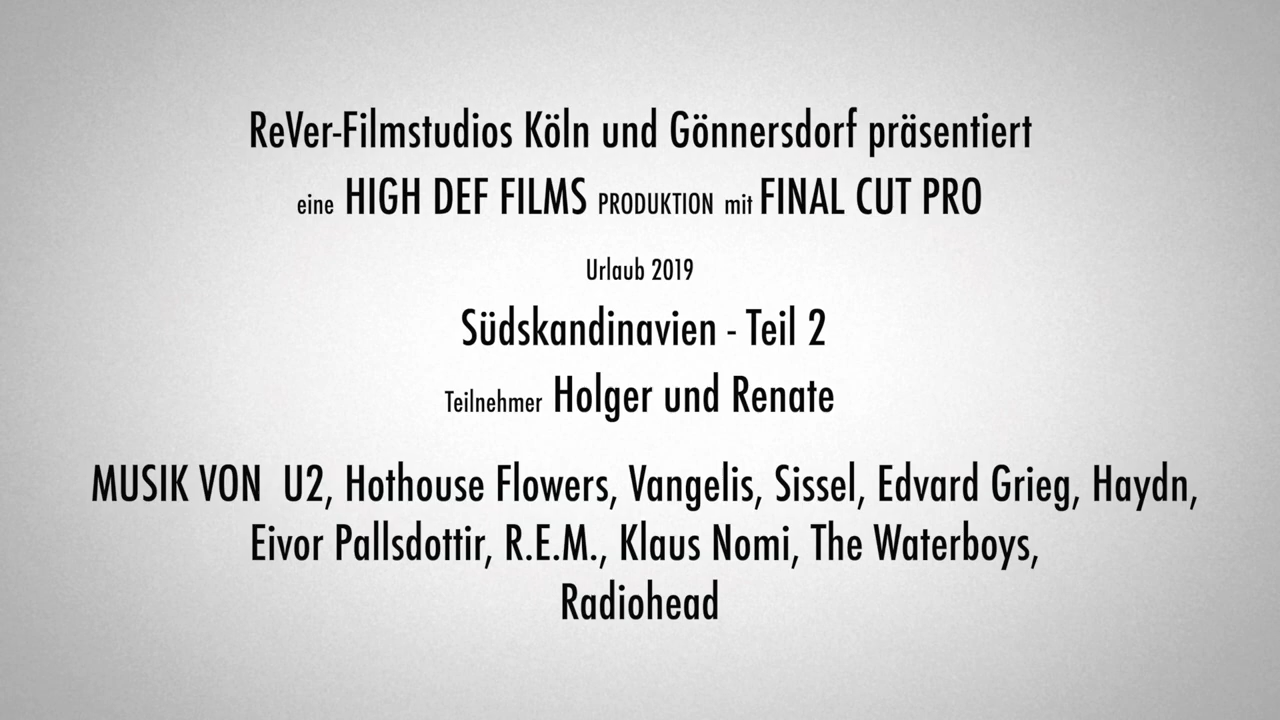 ReVer-Filmstudios Köln und Gönnersdorf präsentiert
eine HIGH DEF FILMS PRODUKTION mit FINAL CUT PRO
Urlaub 2019
Südskandinavien - Teil 2
Teilnehmer Holger und Renate
MUSIK VON  U2, Hothouse Flowers, Vangelis, Sissel, Edvard Grieg, Haydn,
Eivor Pallsdottir, R.E.M., Klaus Nomi, The Waterboys,
Radiohead